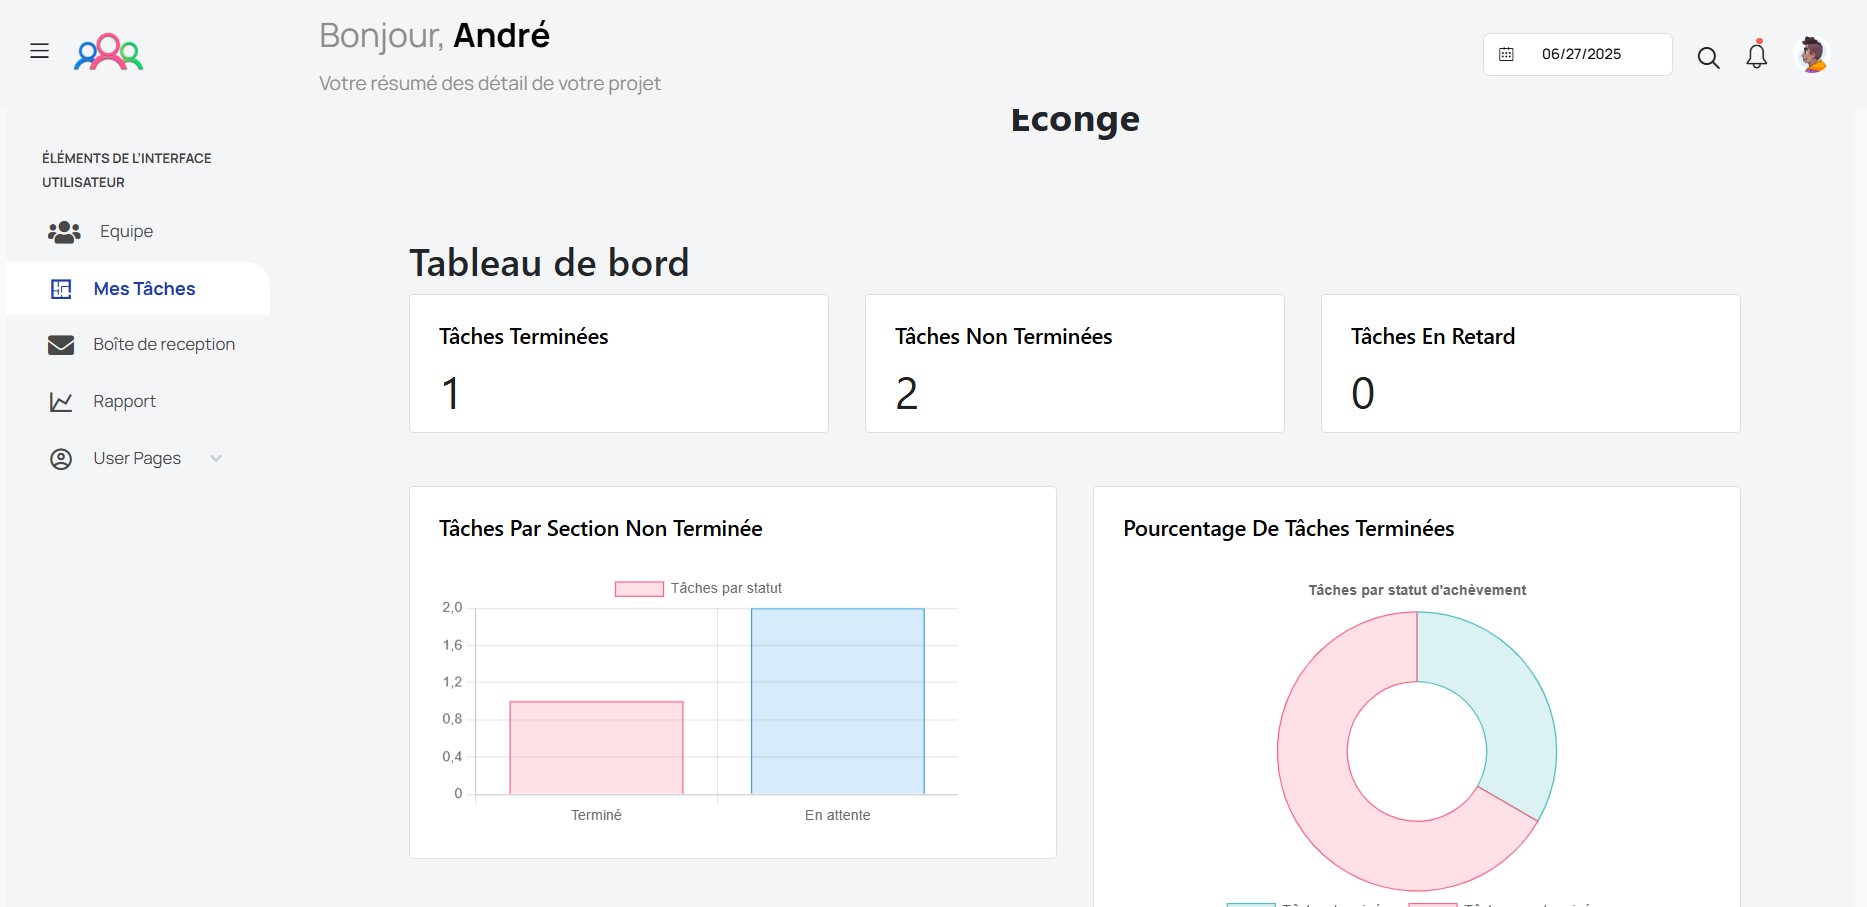 Bonjour, André
Votre résumé des détail de votre projet
06/27/2025
Econge
ÉLÉMENTS DE L'INTERFACE
UTILISATEUR
Equipe
Mes Tâches
Boîte de reception
Rapport
User Pages
Tableau de bord
Tâches Terminées
1
Tâches Non Terminées
2
Tâches En Retard
0
Tâches Par Section Non Terminée
Tâches par statut
2,0
1,6
1,2
0,8
0,4
0
Terminé
En attente
Pourcentage De Tâches Terminées
Tâches par statut d'achèvement